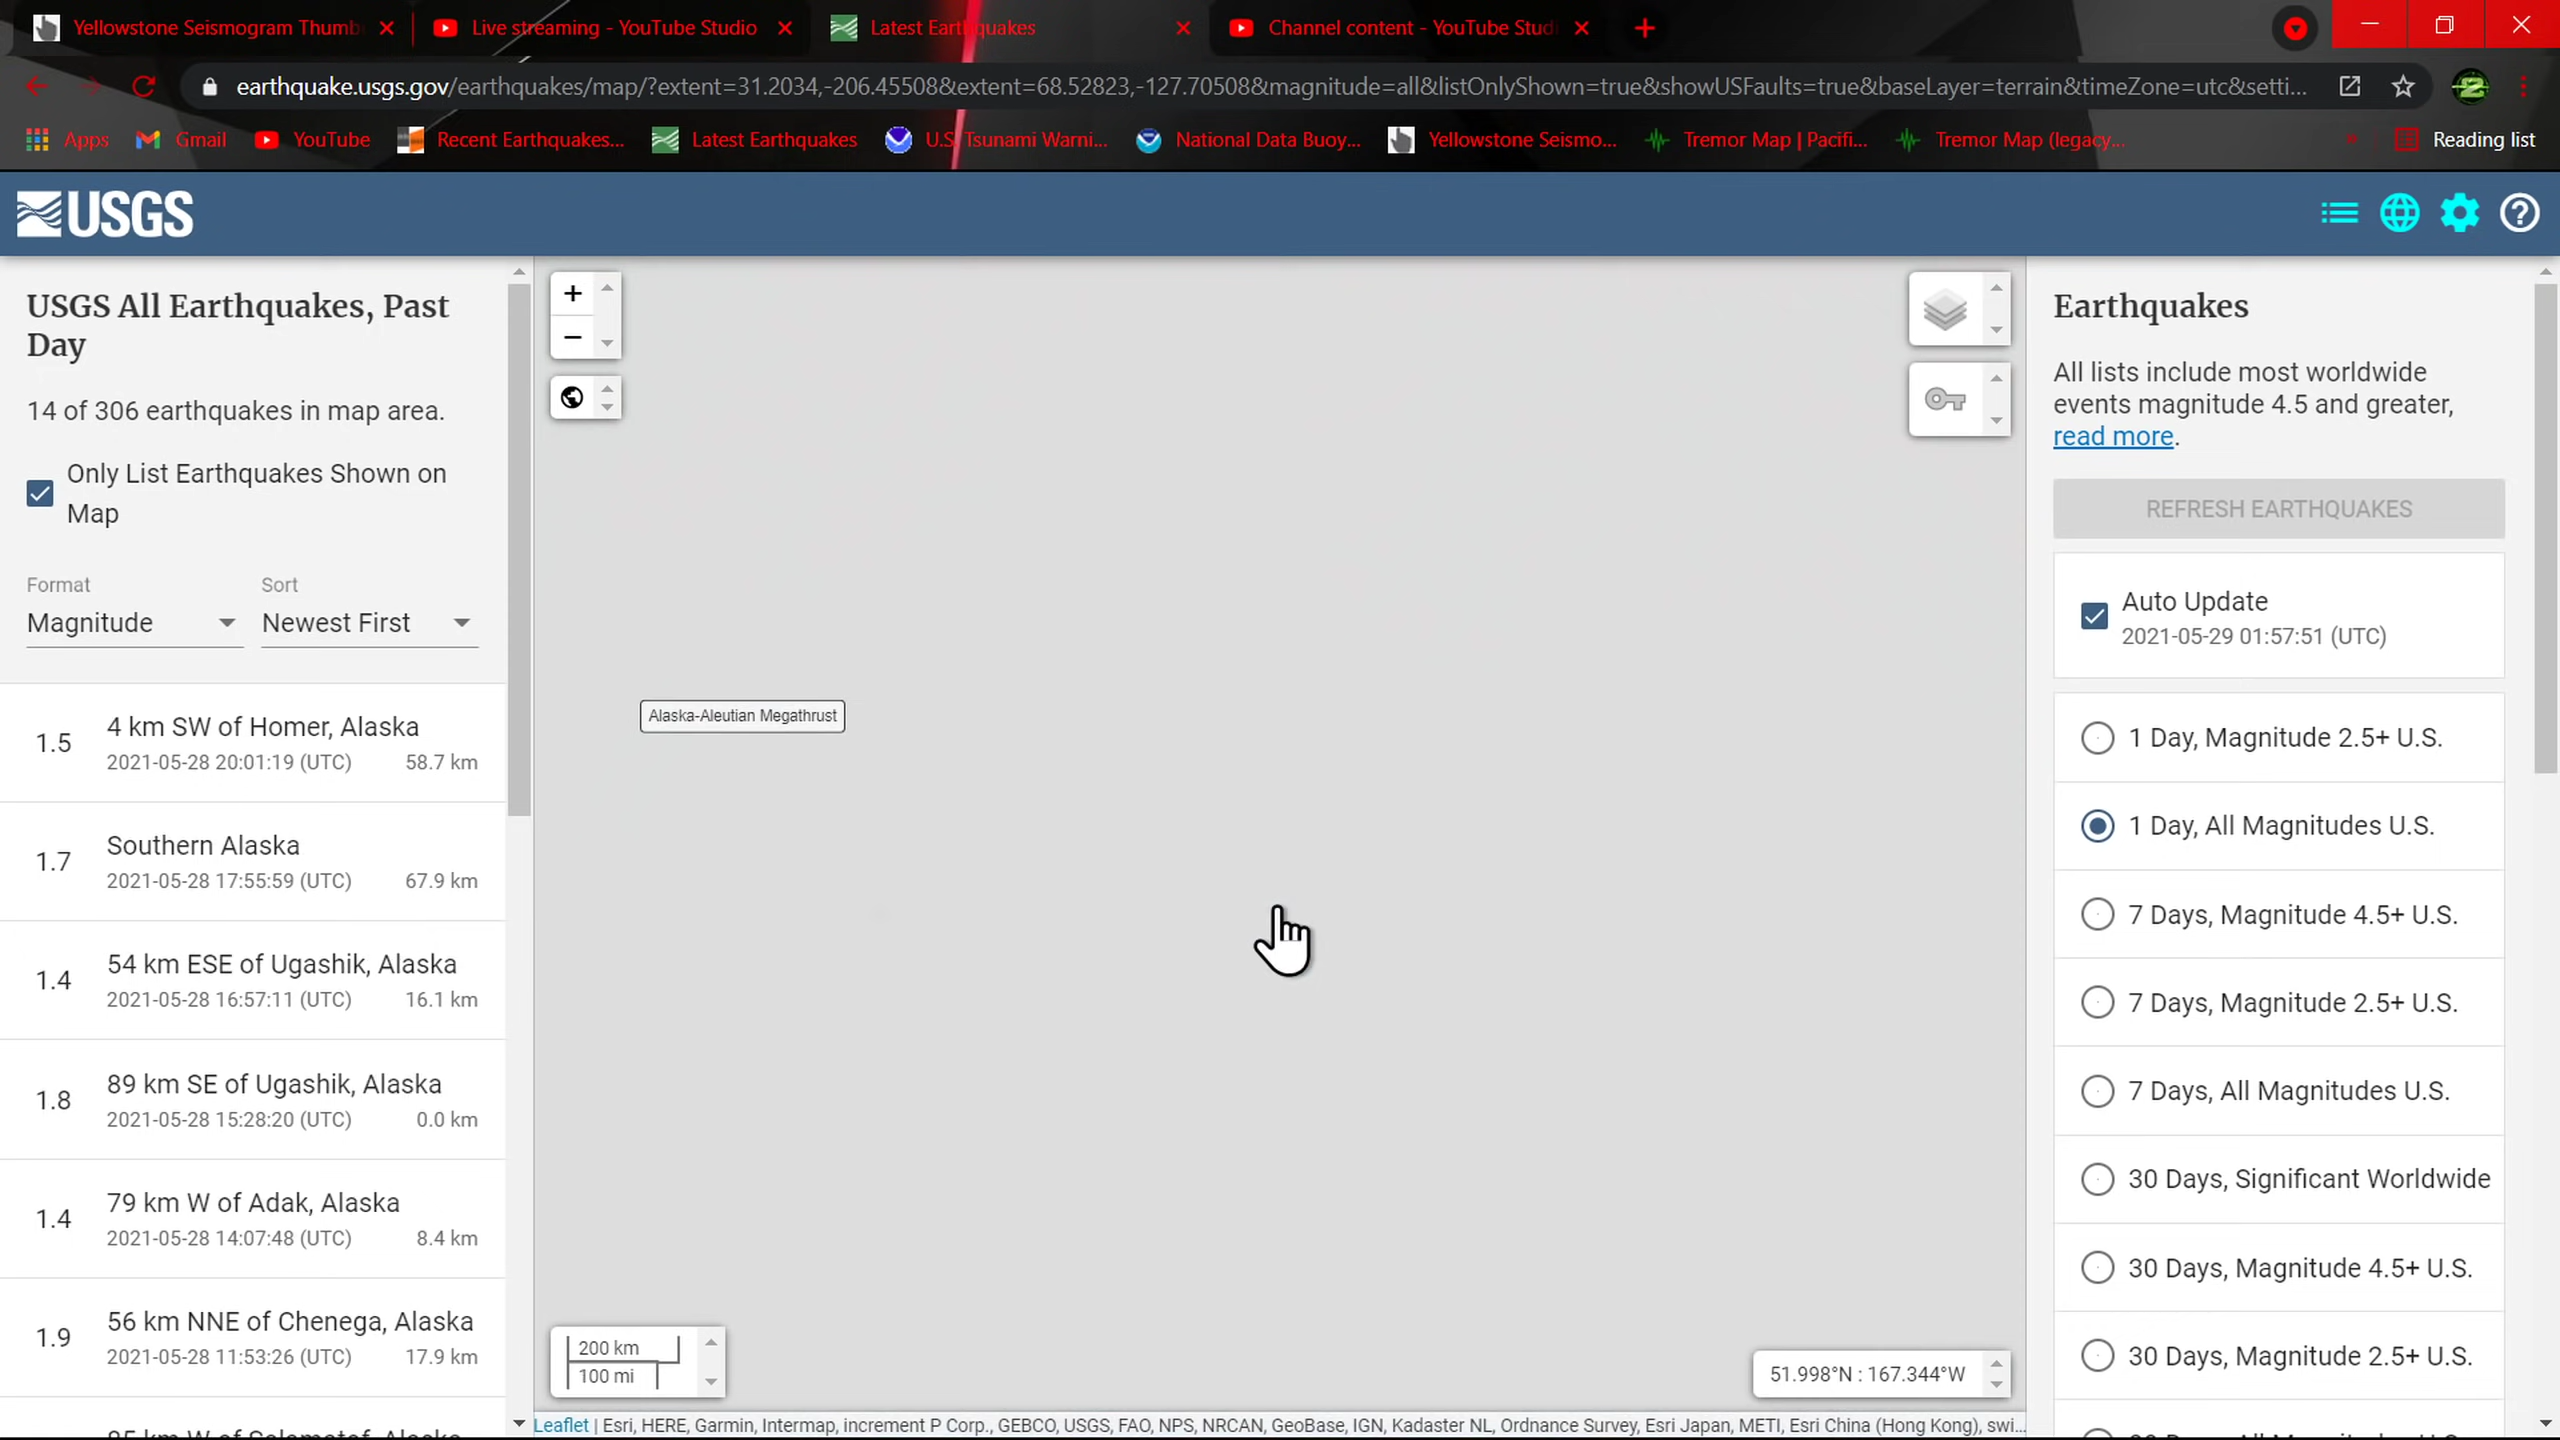 Yellowstone Seismogram Thumb
Live streaming - YouTube Studio
Latest Earthquakes
Channel content - YouTube Studi
earthquake.usgs.gov/earthquakes/map/?extent=31.2034,-206.45508&extent=68.52823,-127.70508&magnitude=all&listOnlyShown=true&showUSFaults=true&baseLayer=terrain&timeZone=utc&setti...
Apps
Gmail
YouTube
Recent Earthquakes...
Latest Earthquakes
U.S. Tsunami Warni...
National Data Buoy...
Yellowstone Seismo...
Tremor Map | Pacifi...
Tremor Map (legacy...
Reading list
USGS
USGS All Earthquakes, Past
Day
14 of 306 earthquakes in map area.
Only List Earthquakes Shown on
Map
Format
Sort
Magnitude
Newest First
1.5
4 km SW of Homer, Alaska
2021-05-28 20:01:19 (UTC) 58.7 km
1.7
Southern Alaska
2021-05-28 17:55:59 (UTC) 67.9 km
1.4
54 km ESE of Ugashik, Alaska
2021-05-28 16:57:11 (UTC) 16.1 km
1.8
89 km SE of Ugashik, Alaska
2021-05-28 15:28:20 (UTC) 0.0 km
1.4
79 km W of Adak, Alaska
2021-05-28 14:07:48 (UTC) 8.4 km
1.9
56 km NNE of Chenega, Alaska
2021-05-28 11:53:26 (UTC) 17.9 km
+
−
Alaska-Aleutian Megathrust
200 km
100 mi
51.998°N : 167.344°W
Leaflet | Esri, HERE, Garmin, Intermap, increment P Corp., GEBCO, USGS, FAO, NPS, NRCAN, GeoBase, IGN, Kadaster NL, Ordnance Survey, Esri Japan, METI, Esri China (Hong Kong), swi...
Earthquakes
All lists include most worldwide
events magnitude 4.5 and greater,
read more.
REFRESH EARTHQUAKES
Auto Update
2021-05-29 01:57:51 (UTC)
1 Day, Magnitude 2.5+ U.S.
1 Day, All Magnitudes U.S.
7 Days, Magnitude 4.5+ U.S.
7 Days, Magnitude 2.5+ U.S.
7 Days, All Magnitudes U.S.
30 Days, Significant Worldwide
30 Days, Magnitude 4.5+ U.S.
30 Days, Magnitude 2.5+ U.S.